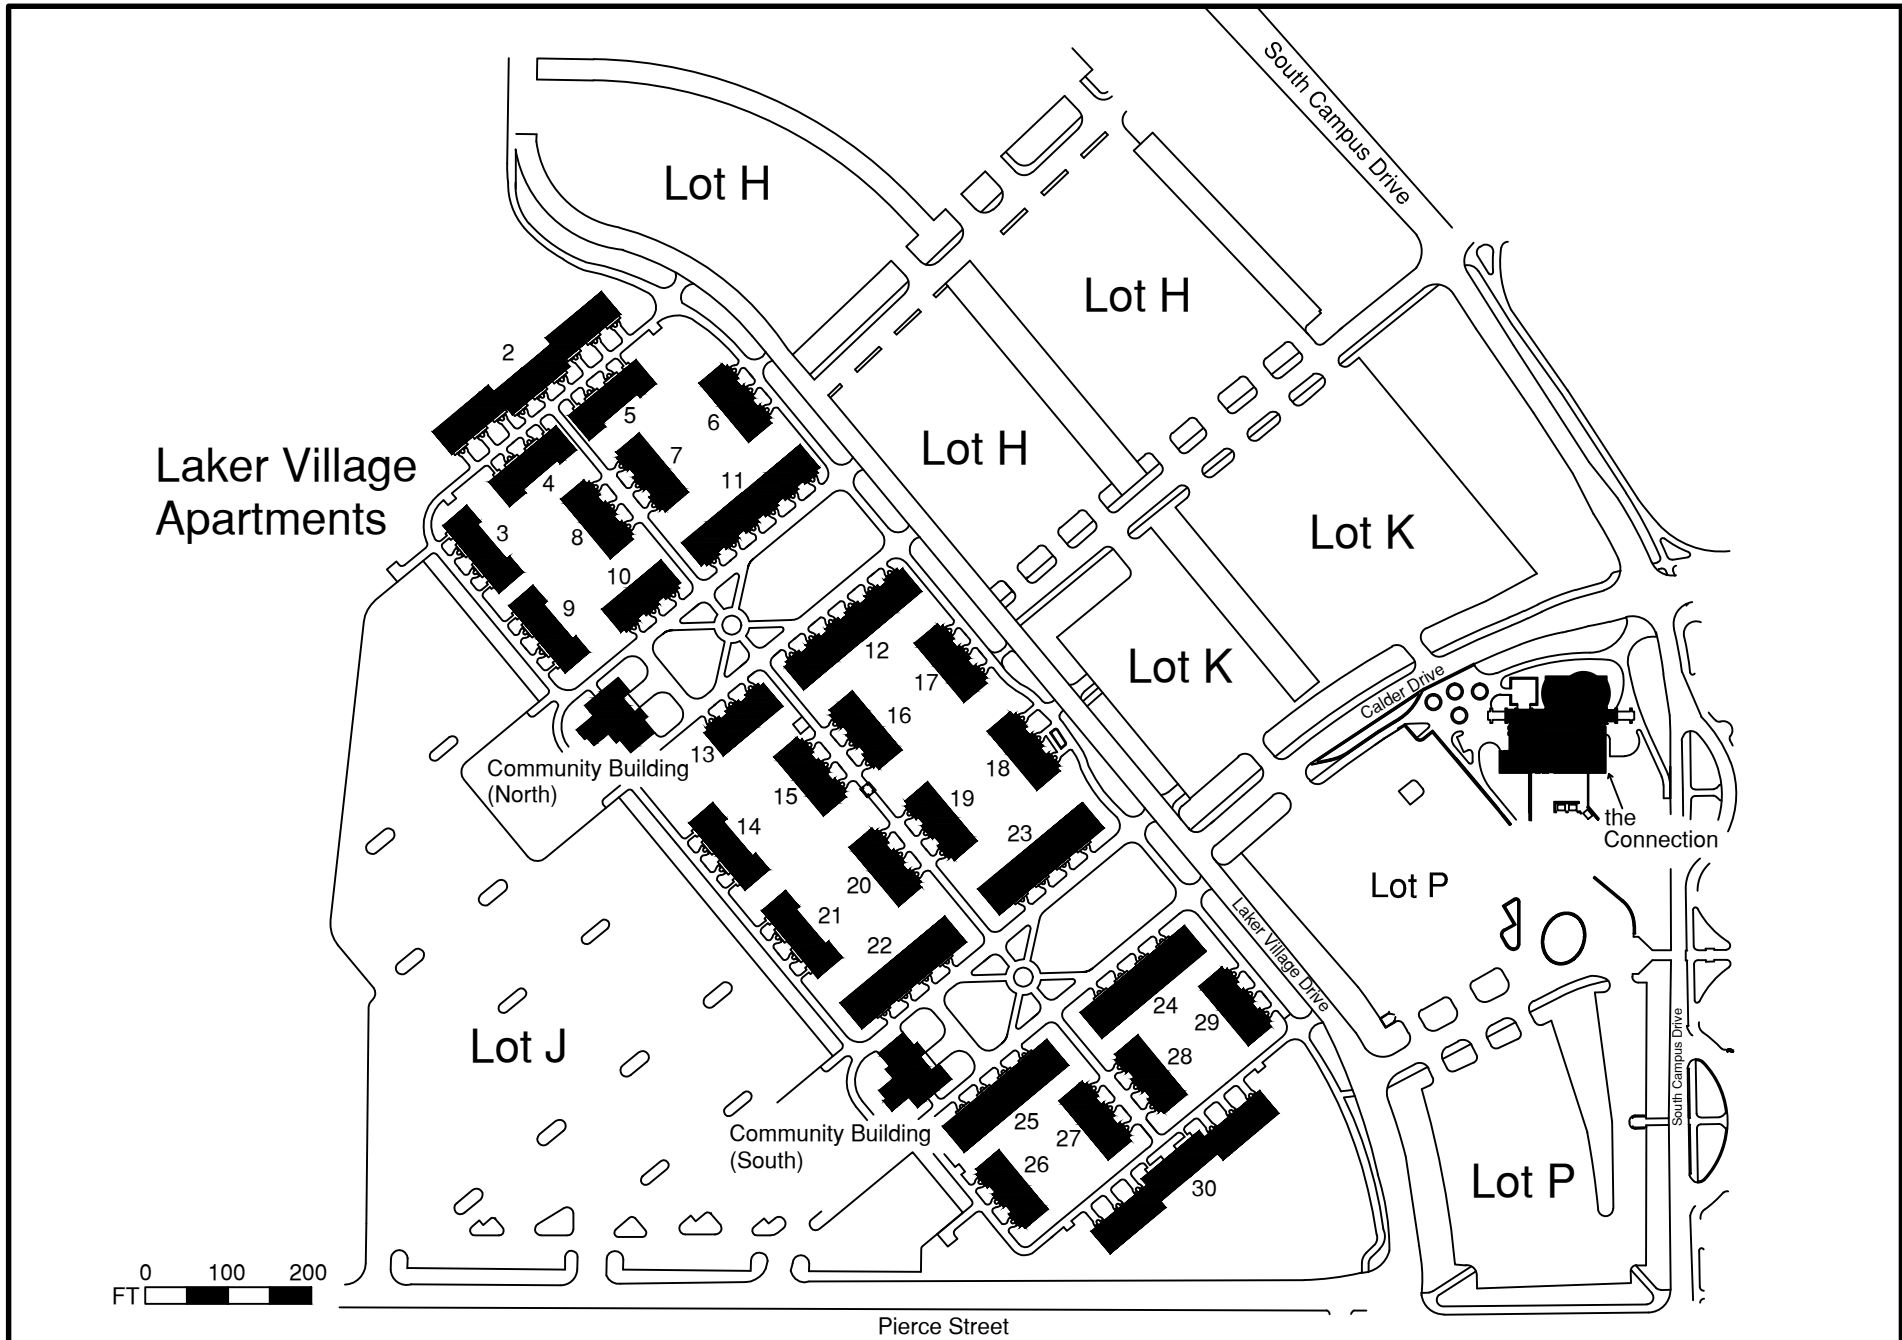 South Campus Drive
Lot H
Lot H
2
5
6
Laker Village
Apartments
7
Lot H
4
11
3
8
Lot K
10
9
12
17
Lot K
Calder Drive
16
13
Community Building
(North)
15
18
19
14
23
the
Connection
20
Lot P
21
22
Laker Village Drive
24
29
Lot J
28
South Campus Drive
25
27
Community Building
(South)
26
30
Lot P
0 100 200
FT
Pierce Street